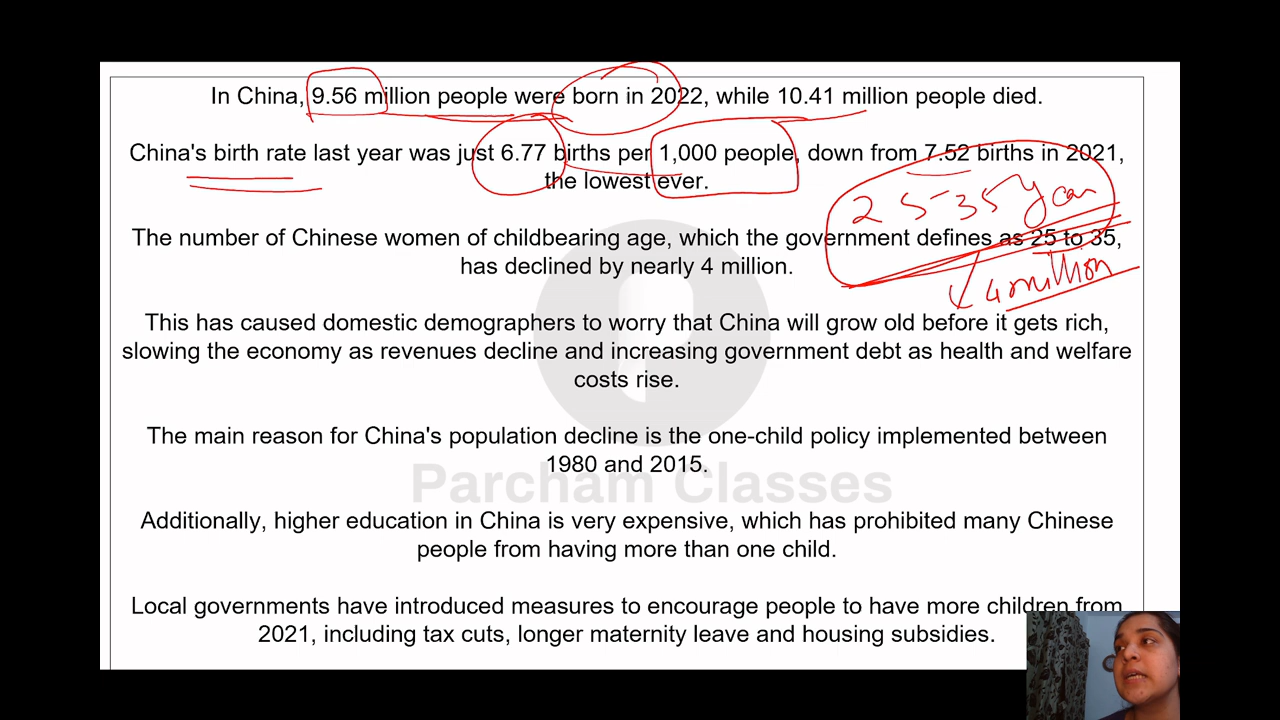 In China, 9.56 million people were born in 2022, while 10.41 million people died.
China's birth rate last year was just 6.77 births per 1,000 people, down from 7.52 births in 2021,
the lowest ever.
25-35 year
The number of Chinese women of childbearing age, which the government defines as 25 to 35,
has declined by nearly 4 million.
4 million
This has caused domestic demographers to worry that China will grow old before it gets rich,
slowing the economy as revenues decline and increasing government debt as health and welfare
costs rise.
The main reason for China's population decline is the one-child policy implemented between
1980 and 2015.
Parcham Classes
Additionally, higher education in China is very expensive, which has prohibited many Chinese
people from having more than one child.
Local governments have introduced measures to encourage people to have more children from
2021, including tax cuts, longer maternity leave and housing subsidies.